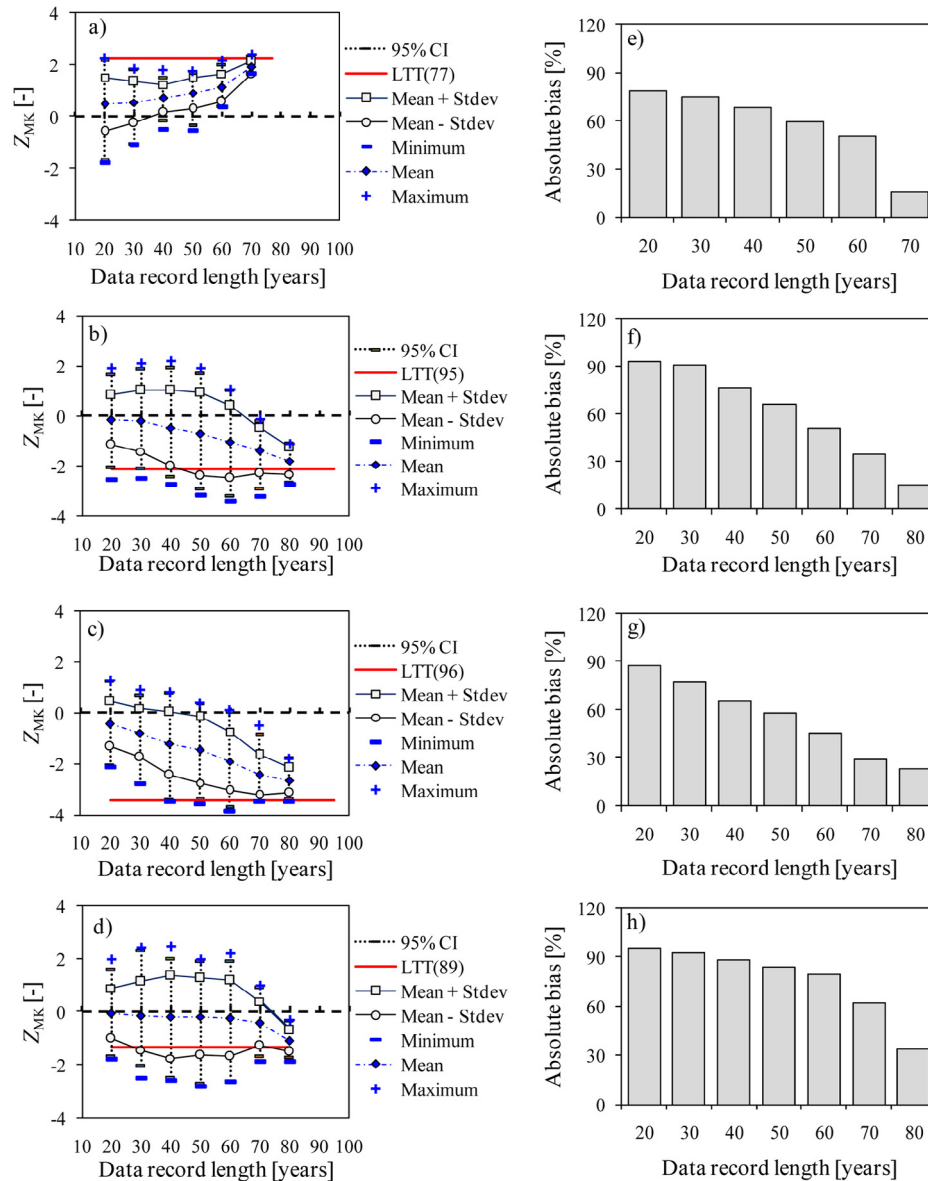 a)
4
2
0
-2
-4
Z_MK [-]
10 20 30 40 50 60 70 80 90 100
Data record length [years]
95% CI
LTT(77)
Mean + Stdev
Mean - Stdev
Minimum
Mean
Maximum
e)
120
90
60
30
0
Absolute bias [%]
20 30 40 50 60 70
Data record length [years]
b)
4
2
0
-2
-4
Z_MK [-]
10 20 30 40 50 60 70 80 90 100
Data record length [years]
95% CI
LTT(95)
Mean + Stdev
Mean - Stdev
Minimum
Mean
Maximum
f)
120
90
60
30
0
Absolute bias [%]
20 30 40 50 60 70 80
Data record length [years]
c)
4
2
0
-2
-4
Z_MK [-]
10 20 30 40 50 60 70 80 90 100
Data record length [years]
95% CI
LTT(96)
Mean + Stdev
Mean - Stdev
Minimum
Mean
Maximum
g)
120
90
60
30
0
Absolute bias [%]
20 30 40 50 60 70 80
Data record length [years]
d)
4
2
0
-2
-4
Z_MK [-]
10 20 30 40 50 60 70 80 90 100
Data record length [years]
95% CI
LTT(89)
Mean + Stdev
Mean - Stdev
Minimum
Mean
Maximum
h)
120
90
60
30
0
Absolute bias [%]
20 30 40 50 60 70 80
Data record length [years]